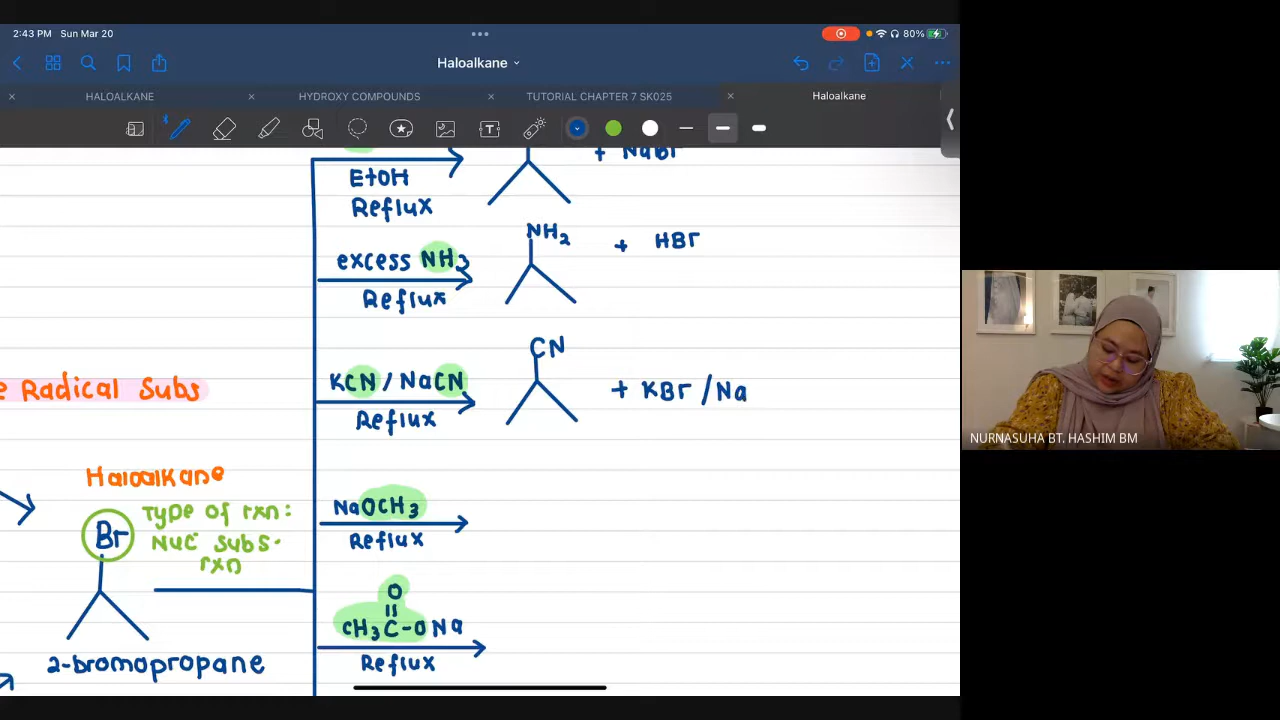 2:43 PM Sun Mar 20
80%
Haloalkane
HALOALKANE
HYDROXY COMPOUNDS
TUTORIAL CHAPTER 7 SK025
Haloalkane
EtOH
Reflux
+ NaBr
excess NH3
Reflux
NH2
+ HBr
KCN / NaCN
Reflux
CN
+ KBr / Na
e Radical Subs
NaOCH3
Reflux
Haloalkane
Type of rxn:
Nuc subs.
rxn
Br
O
CH3C-ONa
Reflux
2-bromopropane
NURNASUHA BT. HASHIM BM